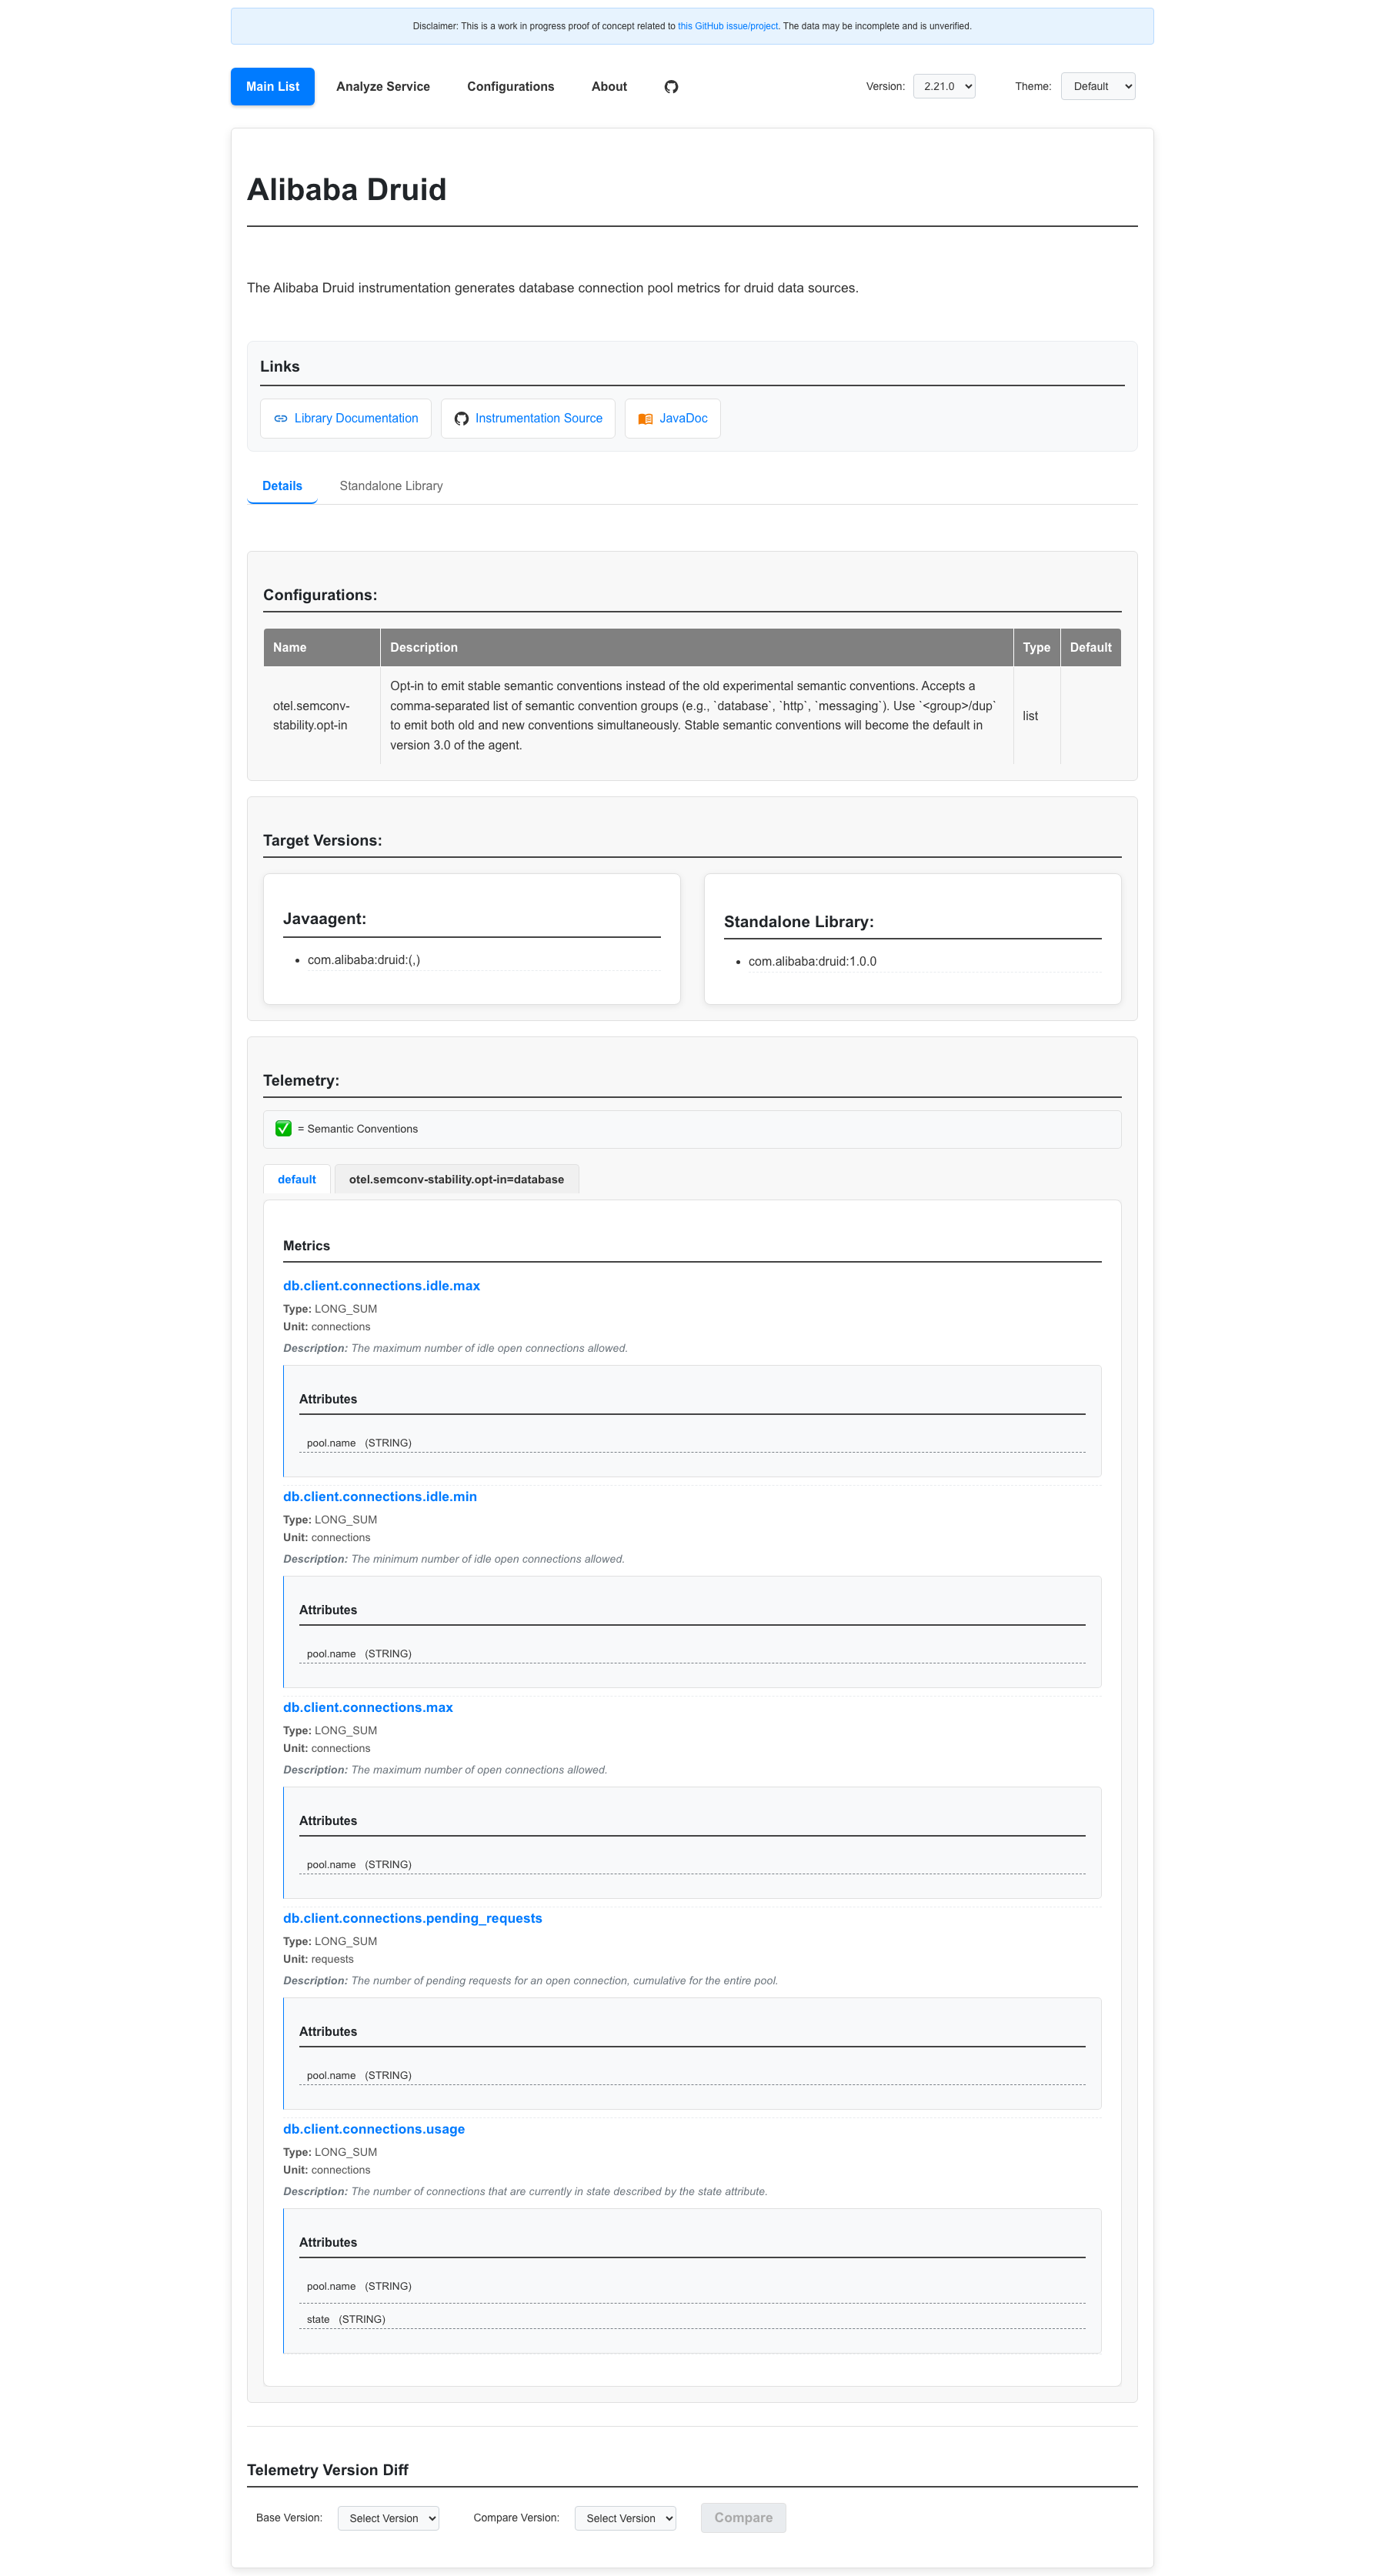 Disclaimer: This is a work in progress proof of concept related to this GitHub issue/project. The data may be incomplete and is unverified.
Main List Analyze Service Configurations About Version: 2.21.0 Theme: Default
Alibaba Druid
The Alibaba Druid instrumentation generates database connection pool metrics for druid data sources.
Links
Library Documentation Instrumentation Source JavaDoc
Details Standalone Library
Configurations:
Name Description Type Default
otel.semconv-stability.opt-in
Opt-in to emit stable semantic conventions instead of the old experimental semantic conventions. Accepts a
comma-separated list of semantic convention groups (e.g., `database`, `http`, `messaging`). Use `<group>/dup`
to emit both old and new conventions simultaneously. Stable semantic conventions will become the default in
version 3.0 of the agent.
list
Target Versions:
Javaagent:
• com.alibaba:druid:(,)
Standalone Library:
• com.alibaba:druid:1.0.0
Telemetry:
✅ = Semantic Conventions
default otel.semconv-stability.opt-in=database
Metrics
db.client.connections.idle.max
Type: LONG_SUM
Unit: connections
Description: The maximum number of idle open connections allowed.
Attributes
pool.name (STRING)
db.client.connections.idle.min
Type: LONG_SUM
Unit: connections
Description: The minimum number of idle open connections allowed.
Attributes
pool.name (STRING)
db.client.connections.max
Type: LONG_SUM
Unit: connections
Description: The maximum number of open connections allowed.
Attributes
pool.name (STRING)
db.client.connections.pending_requests
Type: LONG_SUM
Unit: requests
Description: The number of pending requests for an open connection, cumulative for the entire pool.
Attributes
pool.name (STRING)
db.client.connections.usage
Type: LONG_SUM
Unit: connections
Description: The number of connections that are currently in state described by the state attribute.
Attributes
pool.name (STRING)
state (STRING)
Telemetry Version Diff
Base Version: Select Version Compare Version: Select Version Compare